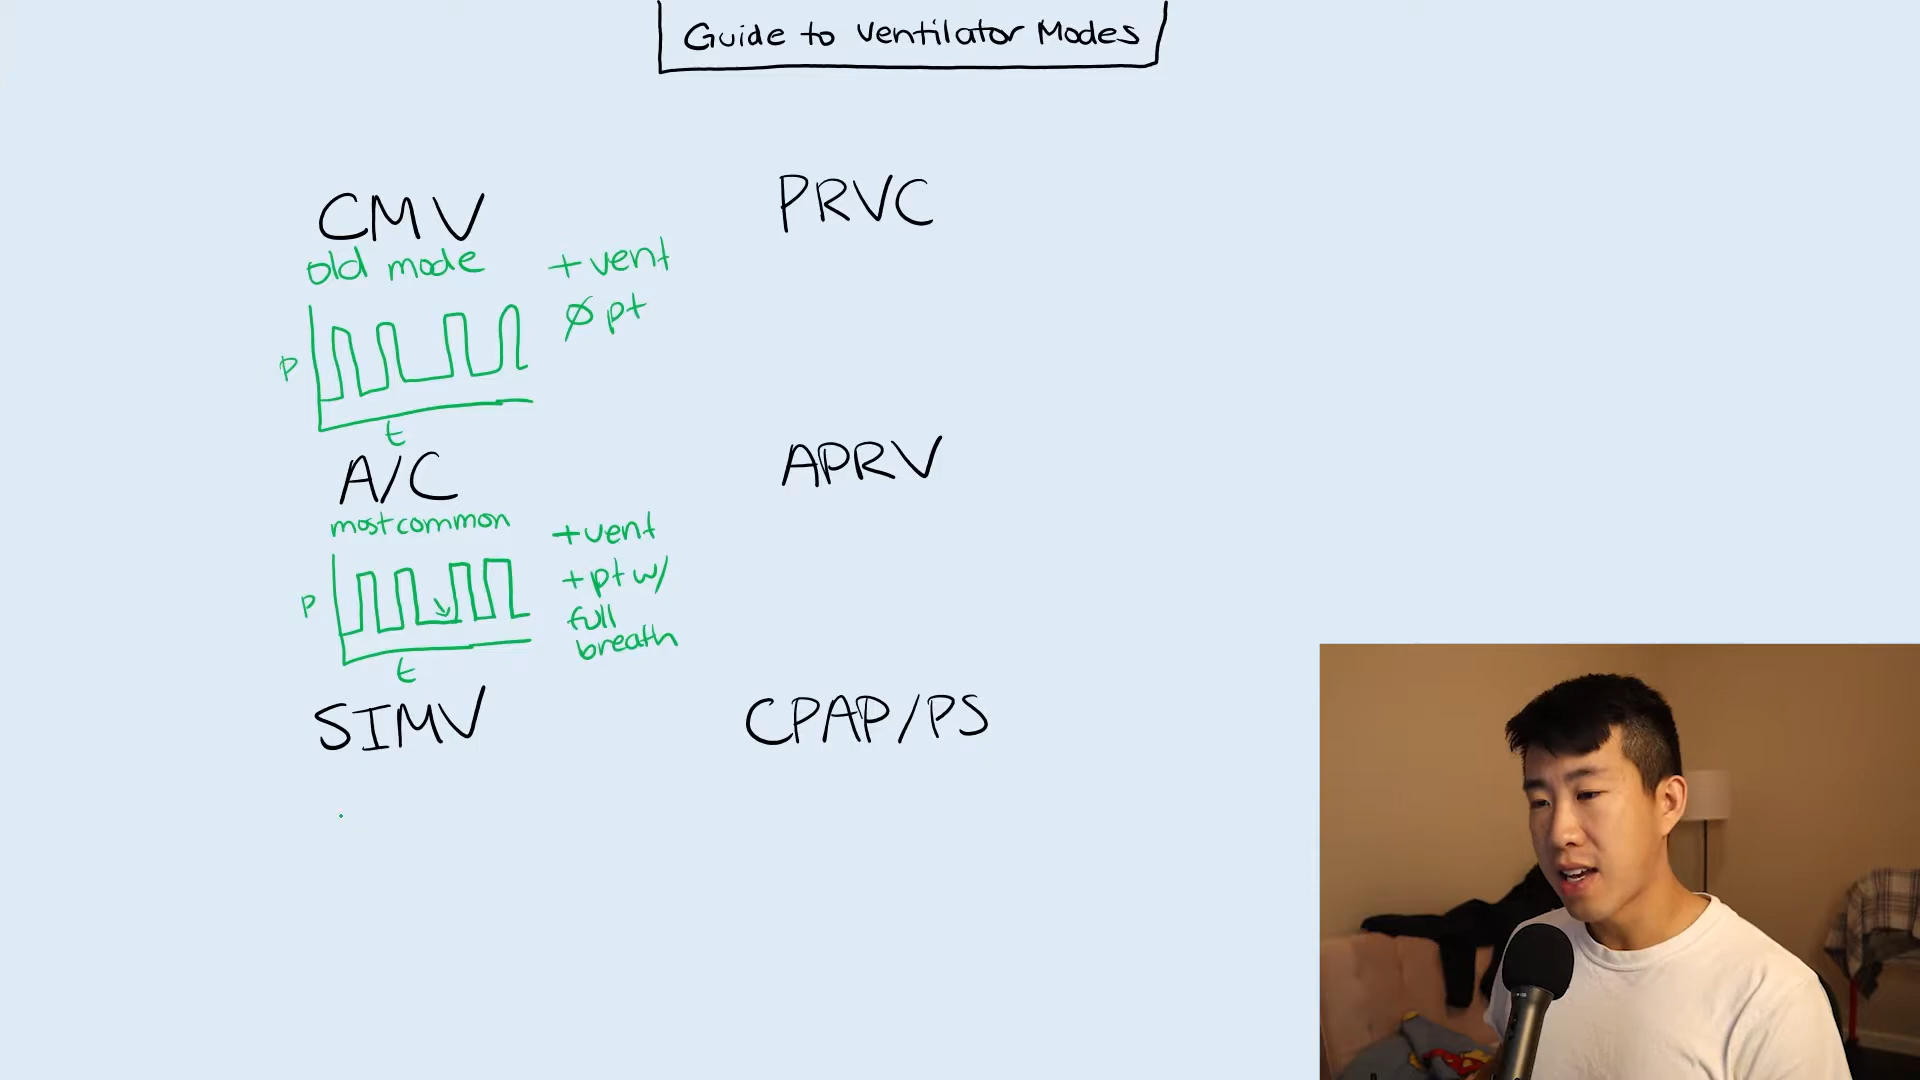 Guide to Ventilator Modes
CMV
old mode
+ vent
Ø pt
P
t
A/C
most common
+ vent
+ pt w/
full
breath
P
t
SIMV
PRVC
APRV
CPAP/PS